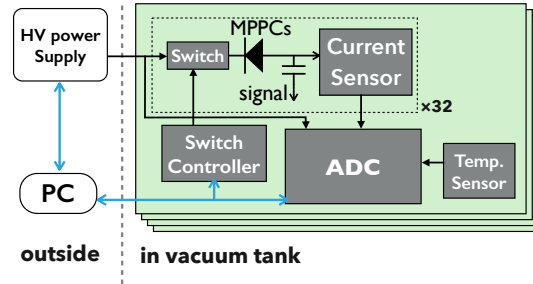 HV power
Supply
MPPCs
Switch
Current
Sensor
signal
×32
Switch
Controller
ADC
Temp.
Sensor
PC
outside
in vacuum tank